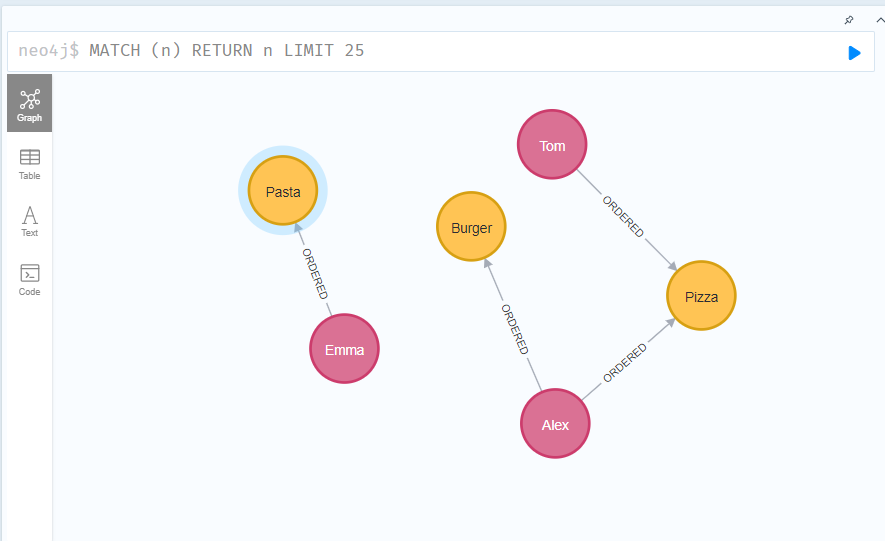 neo4j$ MATCH (n) RETURN n LIMIT 25
Graph
Table
Text
Code
Tom
Pasta
Burger
ORDERED
ORDERED
Pizza
Emma
ORDERED
ORDERED
Alex